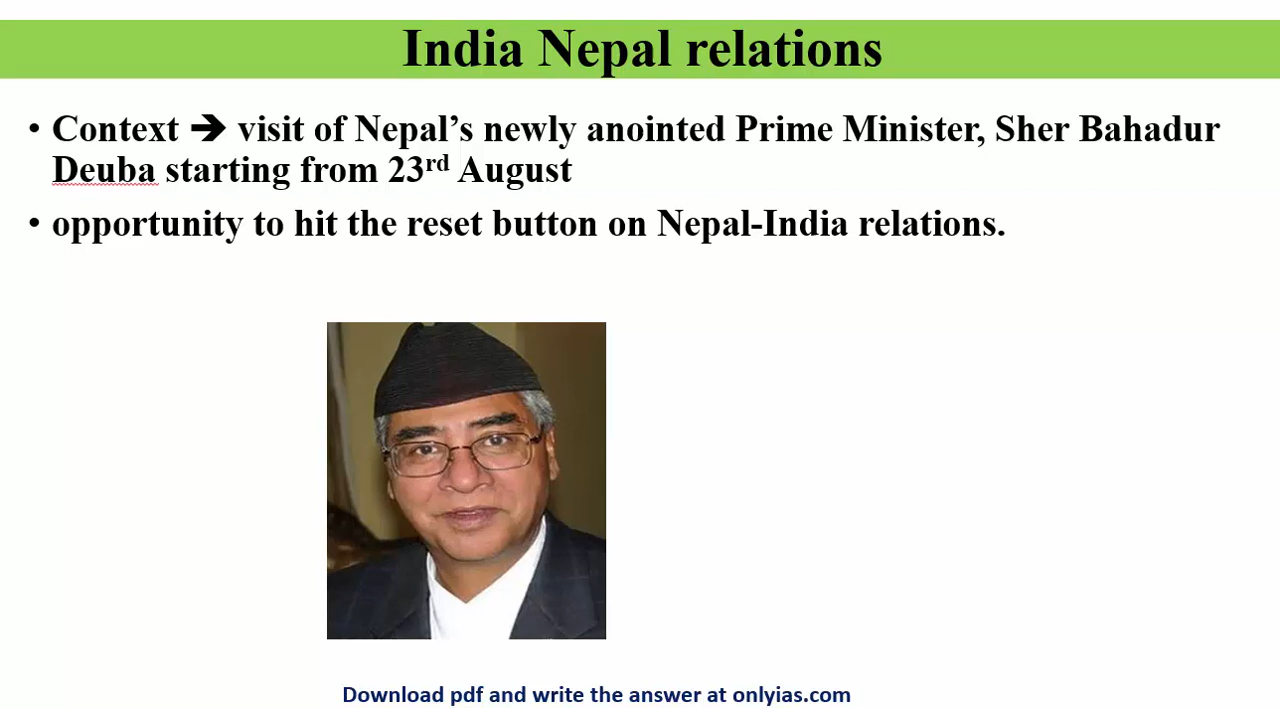 India Nepal relations
• Context ➔ visit of Nepal’s newly anointed Prime Minister, Sher Bahadur
Deuba starting from 23rd August
• opportunity to hit the reset button on Nepal-India relations.
Download pdf and write the answer at onlyias.com